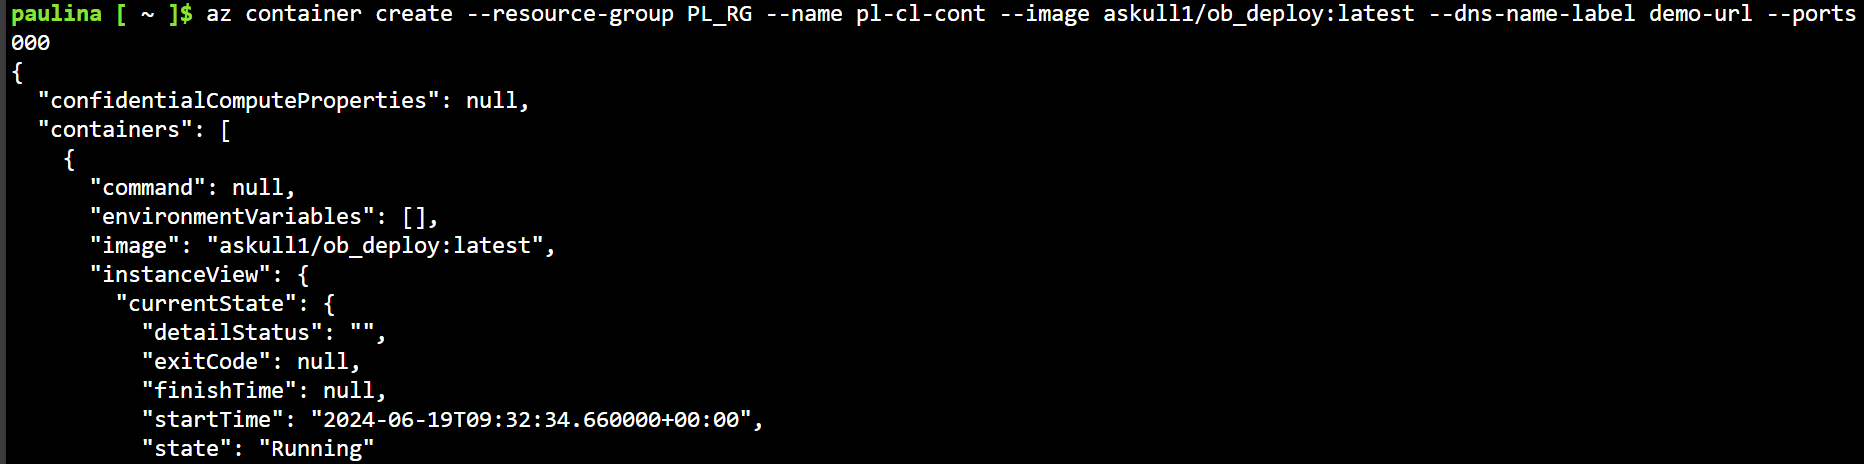 paulina [ ~ ]$ az container create --resource-group PL_RG --name pl-cl-cont --image askull1/ob_deploy:latest --dns-name-label demo-url --ports
000
{
  "confidentialComputeProperties": null,
  "containers": [
    {
      "command": null,
      "environmentVariables": [],
      "image": "askull1/ob_deploy:latest",
      "instanceView": {
        "currentState": {
          "detailStatus": "",
          "exitCode": null,
          "finishTime": null,
          "startTime": "2024-06-19T09:32:34.660000+00:00",
          "state": "Running"